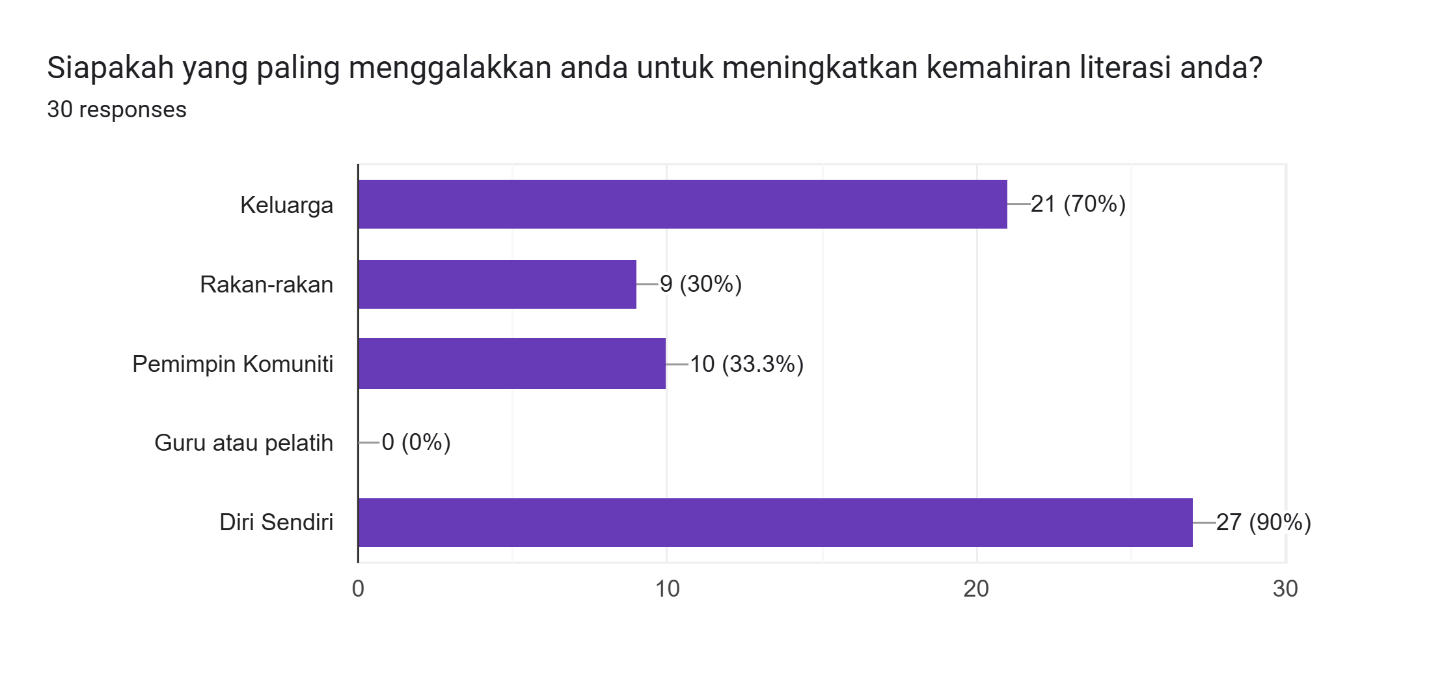 Siapakah yang paling menggalakkan anda untuk meningkatkan kemahiran literasi anda?
30 responses
Keluarga 21 (70%)
Rakan-rakan 9 (30%)
Pemimpin Komuniti 10 (33.3%)
Guru atau pelatih 0 (0%)
Diri Sendiri 27 (90%)
0 10 20 30